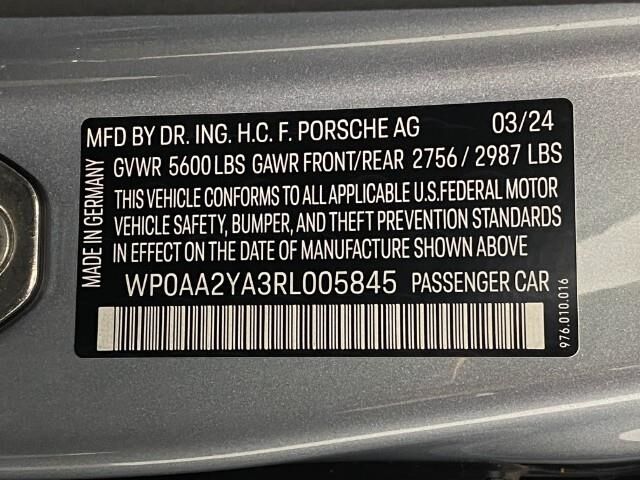 MFD BY DR. ING. H.C. F. PORSCHE AG 03/24
GVWR 5600 LBS GAWR FRONT/REAR 2756 / 2987 LBS
THIS VEHICLE CONFORMS TO ALL APPLICABLE U.S.FEDERAL MOTOR
VEHICLE SAFETY, BUMPER, AND THEFT PREVENTION STANDARDS
IN EFFECT ON THE DATE OF MANUFACTURE SHOWN ABOVE
WP0AA2YA3RL005845 PASSENGER CAR
MADE IN GERMANY
976.010.016